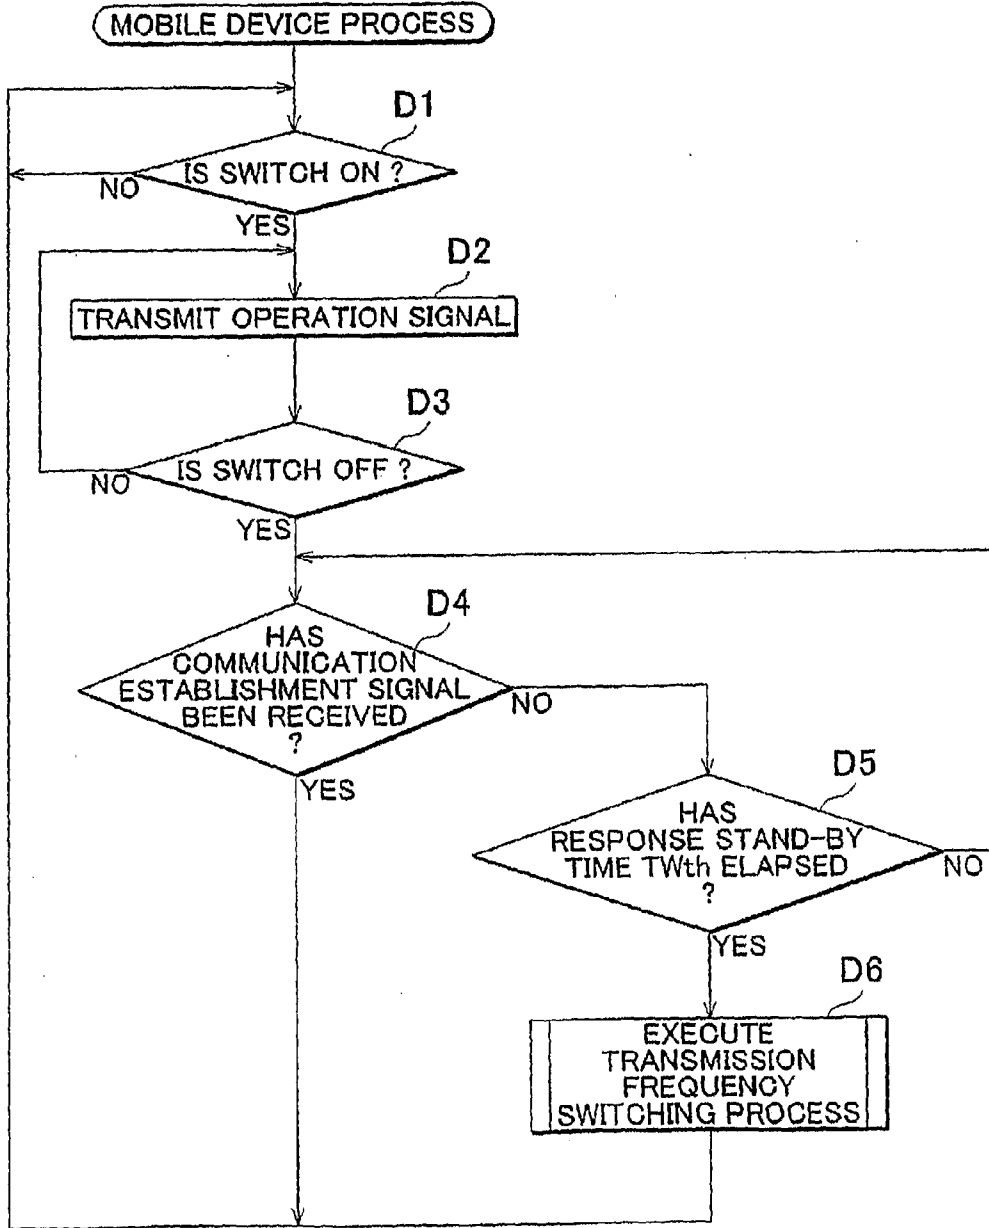 MOBILE DEVICE PROCESS
D1
IS SWITCH ON ?
NO
YES
D2
TRANSMIT OPERATION SIGNAL
D3
IS SWITCH OFF ?
NO
YES
D4
HAS
COMMUNICATION
ESTABLISHMENT SIGNAL
BEEN RECEIVED
?
NO
YES
D5
HAS
RESPONSE STAND-BY
TIME TWth ELAPSED
?
NO
YES
D6
EXECUTE
TRANSMISSION
FREQUENCY
SWITCHING PROCESS